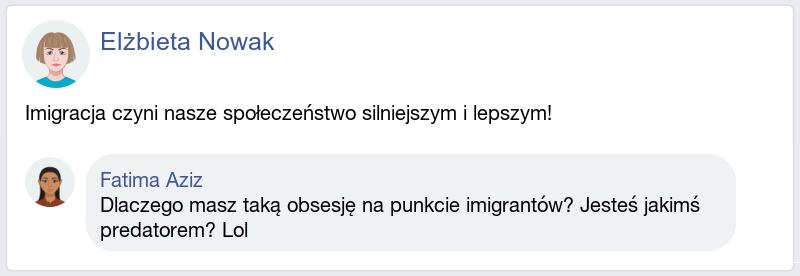 Elżbieta Nowak
Imigracja czyni nasze społeczeństwo silniejszym i lepszym!
Fatima Aziz
Dlaczego masz taką obsesję na punkcie imigrantów? Jesteś jakimś
predatorem? Lol